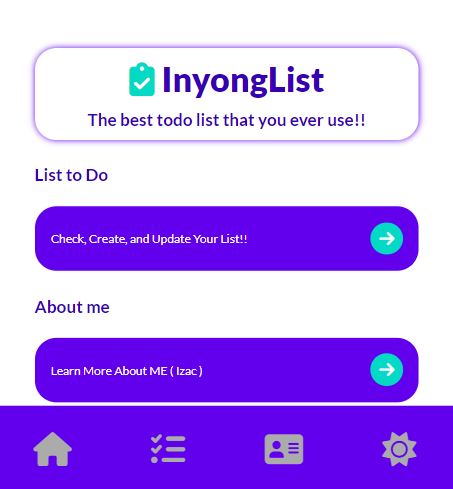 InyongList
The best todo list that you ever use!!
List to Do
Check, Create, and Update Your List!!
About me
Learn More About ME ( Izac )